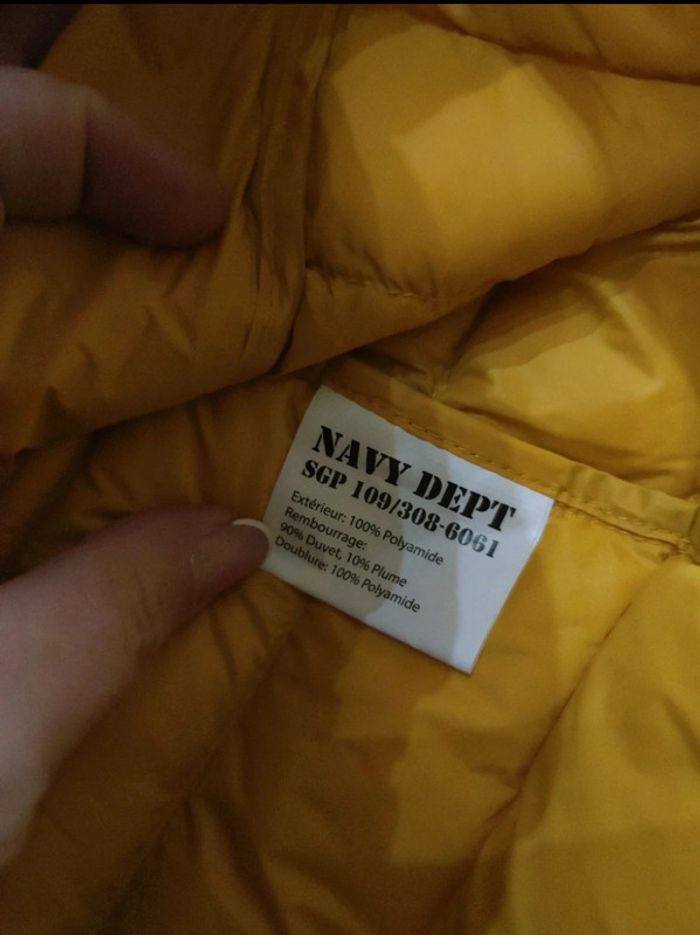 NAVY DEPT
SGP 109/308-6061
Extérieur: 100% Polyamide
Rembourrage:
90% Duvet, 10% Plume
Doublure: 100% Polyamide